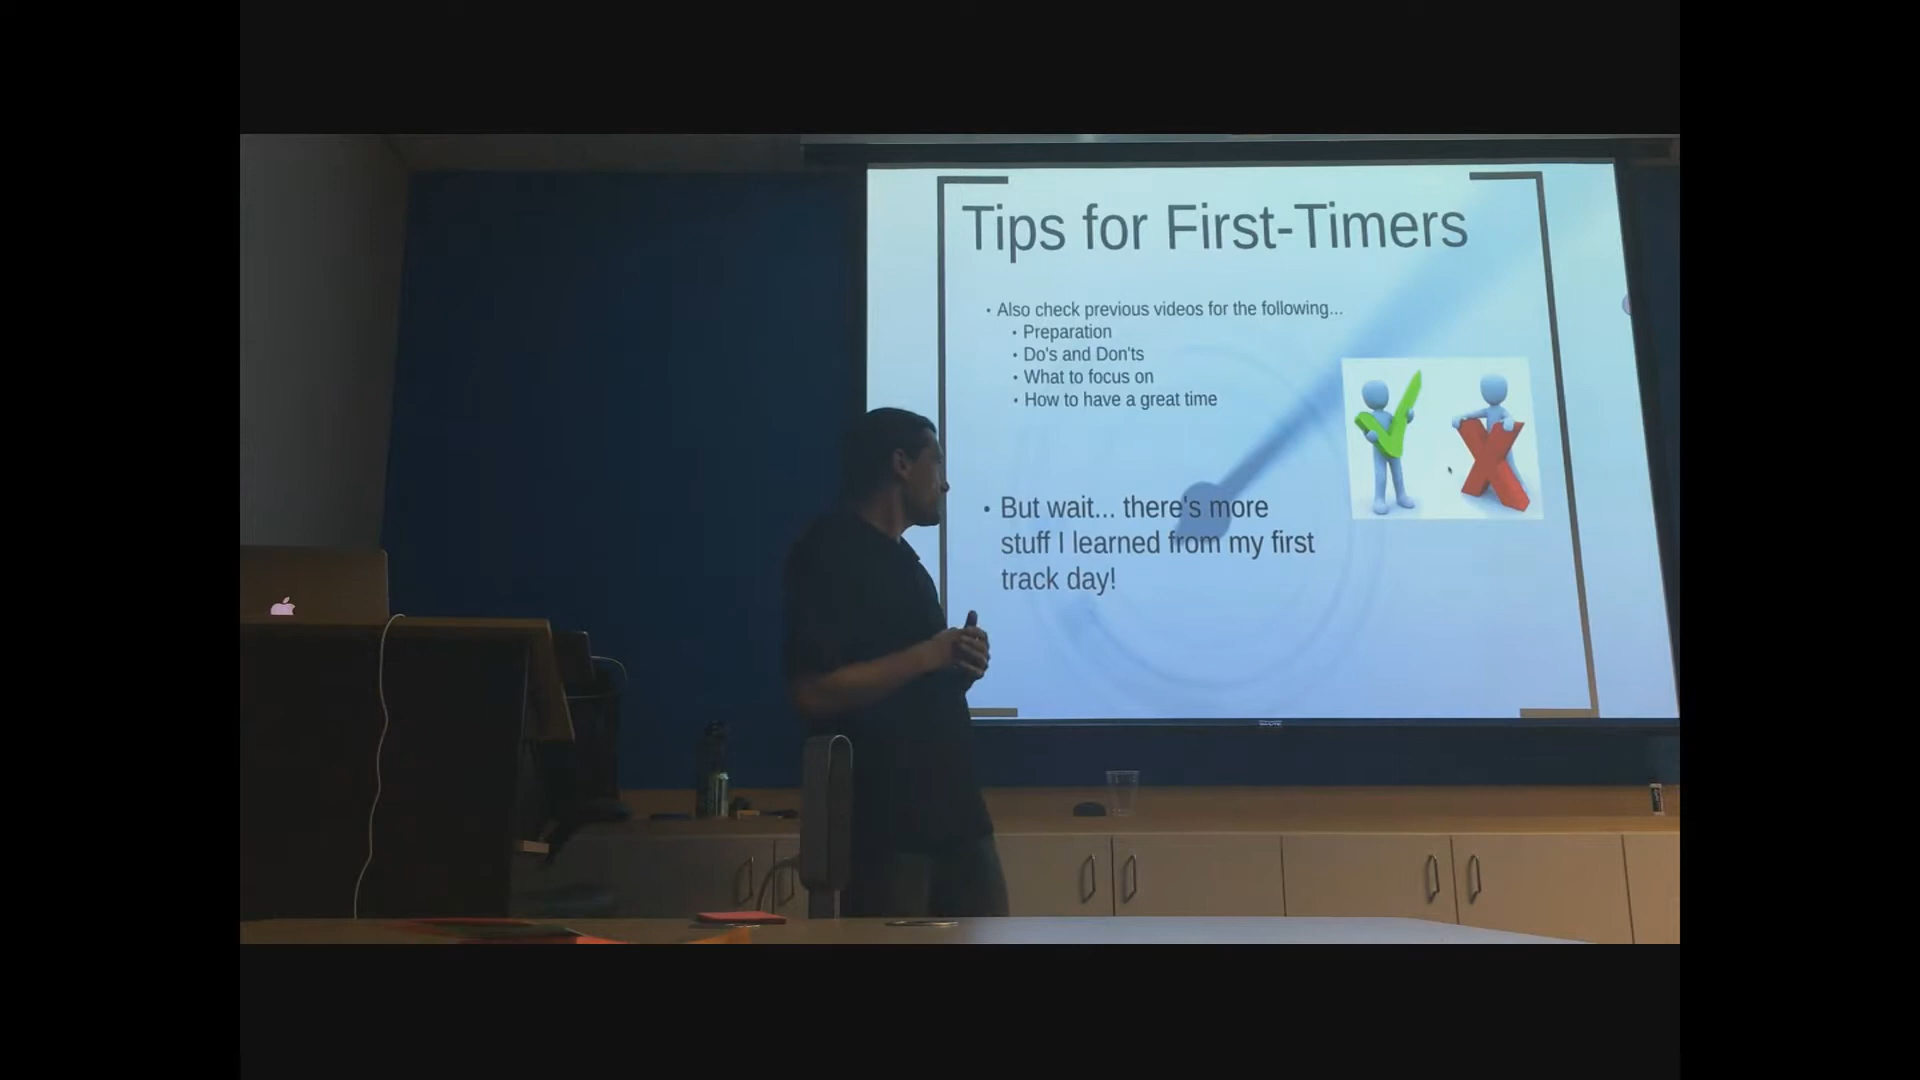 Tips for First-Timers
• Also check previous videos for the following...
• Preparation
• Do's and Don'ts
• What to focus on
• How to have a great time
• But wait... there's more
stuff I learned from my first
track day!